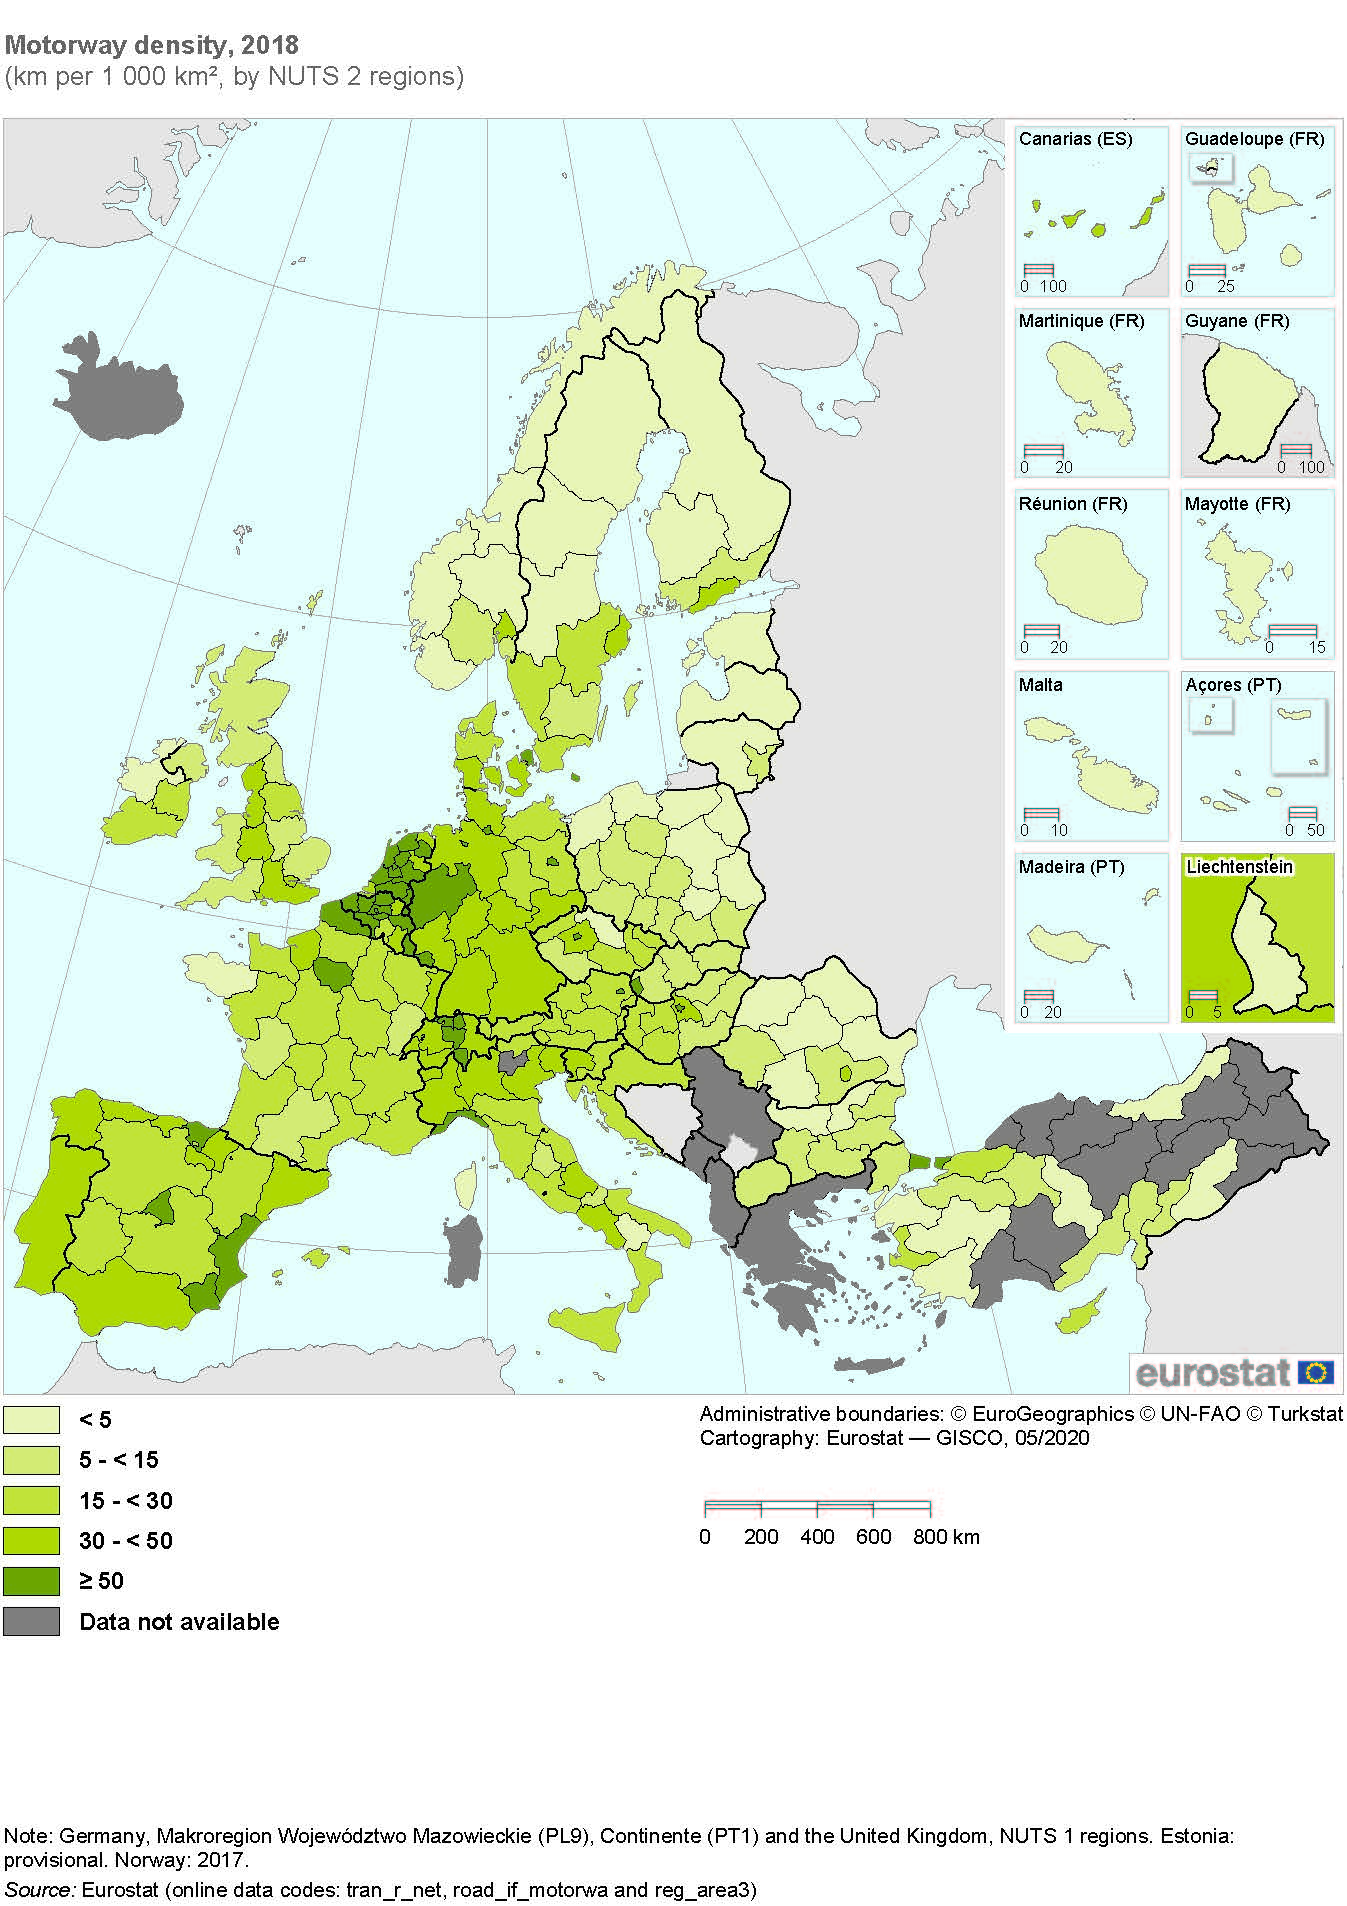 Motorway density, 2018
(km per 1 000 km², by NUTS 2 regions)
Canarias (ES)
0 100
Guadeloupe (FR)
0 25
Martinique (FR)
0 20
Guyane (FR)
0 100
Réunion (FR)
0 20
Mayotte (FR)
0 15
Malta
0 10
Açores (PT)
0 50
Madeira (PT)
0 20
Liechtenstein
0 5
eurostat
< 5
5 - < 15
15 - < 30
30 - < 50
≥ 50
Data not available
Administrative boundaries: © EuroGeographics © UN-FAO © Turkstat
Cartography: Eurostat — GISCO, 05/2020
0 200 400 600 800 km
Note: Germany, Makroregion Województwo Mazowieckie (PL9), Continente (PT1) and the United Kingdom, NUTS 1 regions. Estonia:
provisional. Norway: 2017.
Source: Eurostat (online data codes: tran_r_net, road_if_motorwa and reg_area3)